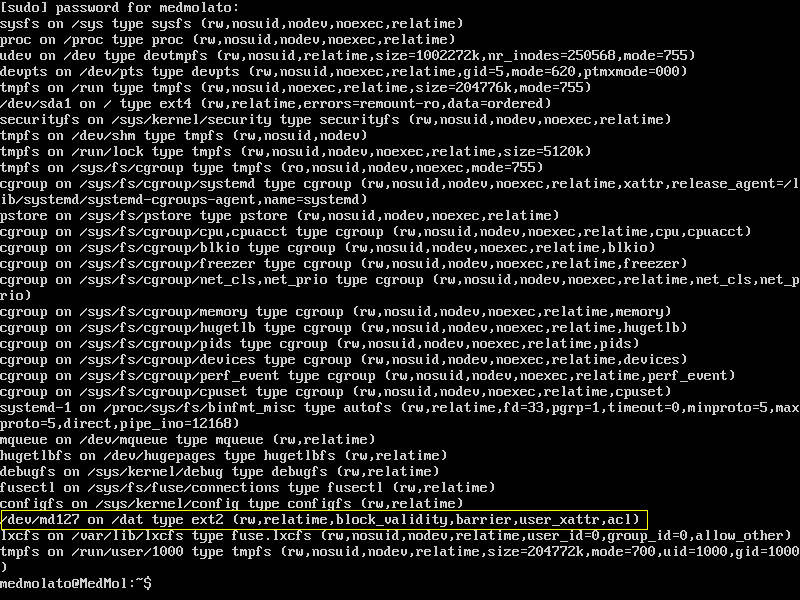 [sudo] password for medmolato:
sysfs on /sys type sysfs (rw,nosuid,nodev,noexec,relatime)
proc on /proc type proc (rw,nosuid,nodev,noexec,relatime)
udev on /dev type devtmpfs (rw,nosuid,relatime,size=1002272k,nr_inodes=250568,mode=755)
devpts on /dev/pts type devpts (rw,nosuid,noexec,relatime,gid=5,mode=620,ptmxmode=000)
tmpfs on /run type tmpfs (rw,nosuid,noexec,relatime,size=204776k,mode=755)
/dev/sda1 on / type ext4 (rw,relatime,errors=remount-ro,data=ordered)
securityfs on /sys/kernel/security type securityfs (rw,nosuid,nodev,noexec,relatime)
tmpfs on /dev/shm type tmpfs (rw,nosuid,nodev)
tmpfs on /run/lock type tmpfs (rw,nosuid,nodev,noexec,relatime,size=5120k)
tmpfs on /sys/fs/cgroup type tmpfs (ro,nosuid,nodev,noexec,mode=755)
cgroup on /sys/fs/cgroup/systemd type cgroup (rw,nosuid,nodev,noexec,relatime,xattr,release_agent=/l
ib/systemd/systemd-cgroups-agent,name=systemd)
pstore on /sys/fs/pstore type pstore (rw,nosuid,nodev,noexec,relatime)
cgroup on /sys/fs/cgroup/cpu,cpuacct type cgroup (rw,nosuid,nodev,noexec,relatime,cpu,cpuacct)
cgroup on /sys/fs/cgroup/blkio type cgroup (rw,nosuid,nodev,noexec,relatime,blkio)
cgroup on /sys/fs/cgroup/freezer type cgroup (rw,nosuid,nodev,noexec,relatime,freezer)
cgroup on /sys/fs/cgroup/net_cls,net_prio type cgroup (rw,nosuid,nodev,noexec,relatime,net_cls,net_p
rio)
cgroup on /sys/fs/cgroup/memory type cgroup (rw,nosuid,nodev,noexec,relatime,memory)
cgroup on /sys/fs/cgroup/hugetlb type cgroup (rw,nosuid,nodev,noexec,relatime,hugetlb)
cgroup on /sys/fs/cgroup/pids type cgroup (rw,nosuid,nodev,noexec,relatime,pids)
cgroup on /sys/fs/cgroup/devices type cgroup (rw,nosuid,nodev,noexec,relatime,devices)
cgroup on /sys/fs/cgroup/perf_event type cgroup (rw,nosuid,nodev,noexec,relatime,perf_event)
cgroup on /sys/fs/cgroup/cpuset type cgroup (rw,nosuid,nodev,noexec,relatime,cpuset)
systemd-1 on /proc/sys/fs/binfmt_misc type autofs (rw,relatime,fd=33,pgrp=1,timeout=0,minproto=5,max
proto=5,direct,pipe_ino=12168)
mqueue on /dev/mqueue type mqueue (rw,relatime)
hugetlbfs on /dev/hugepages type hugetlbfs (rw,relatime)
debugfs on /sys/kernel/debug type debugfs (rw,relatime)
fusectl on /sys/fs/fuse/connections type fusectl (rw,relatime)
configfs on /sys/kernel/config type configfs (rw,relatime)
/dev/md127 on /dat type ext2 (rw,relatime,block_validity,barrier,user_xattr,acl)
lxcfs on /var/lib/lxcfs type fuse.lxcfs (rw,nosuid,nodev,relatime,user_id=0,group_id=0,allow_other)
tmpfs on /run/user/1000 type tmpfs (rw,nosuid,nodev,relatime,size=204772k,mode=700,uid=1000,gid=1000
)
medmolato@MedMol:~$